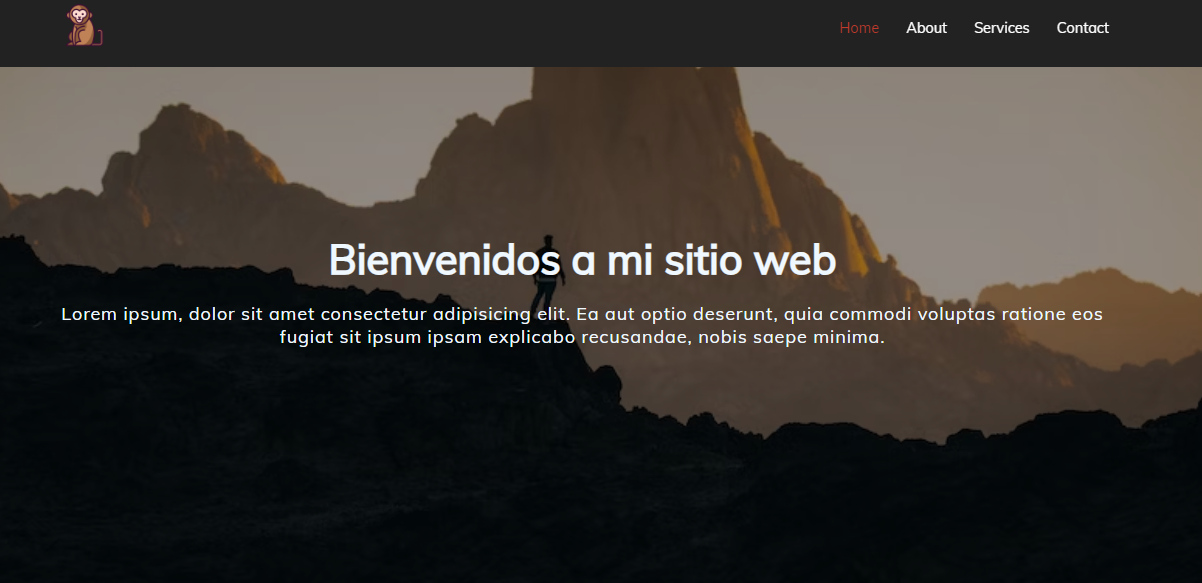 Home About Services Contact
Bienvenidos a mi sitio web
Lorem ipsum, dolor sit amet consectetur adipisicing elit. Ea aut optio deserunt, quia commodi voluptas ratione eos
fugiat sit ipsum ipsam explicabo recusandae, nobis saepe minima.